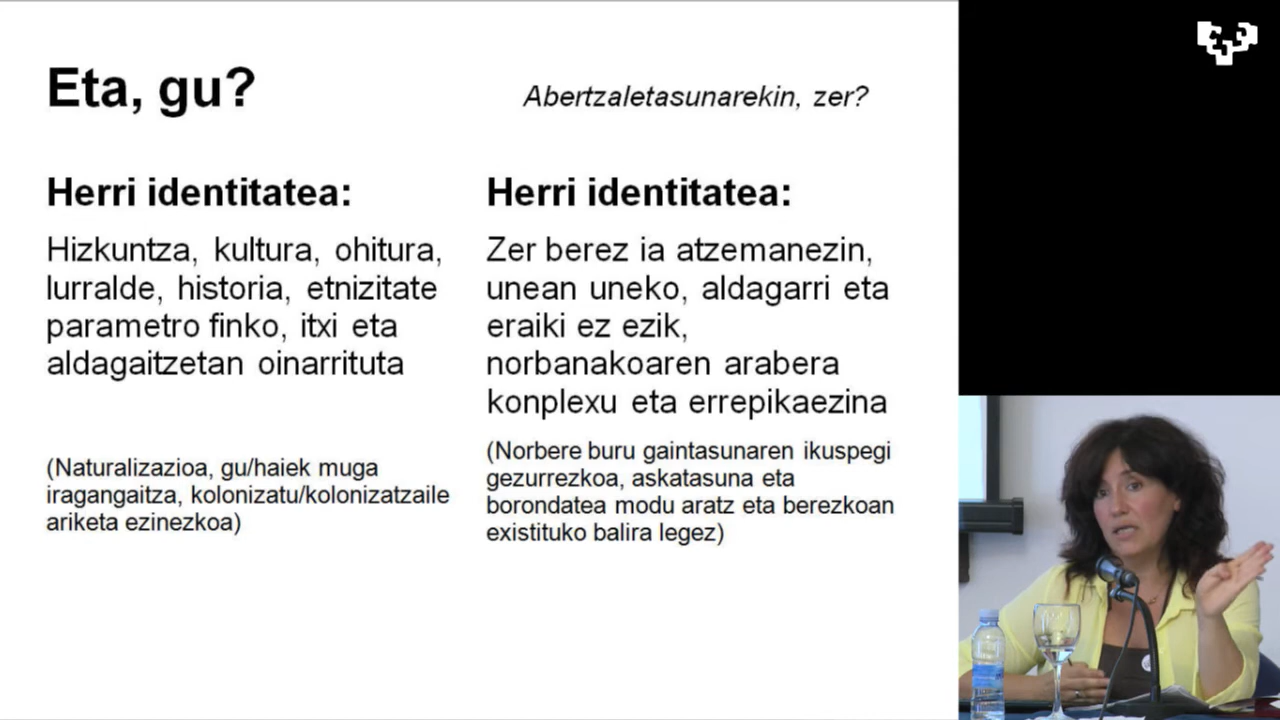 Eta, gu?
Abertzaletasunarekin, zer?
Herri identitatea:
Hizkuntza, kultura, ohitura,
lurralde, historia, etnizitate
parametro finko, itxi eta
aldagaitzetan oinarrituta
(Naturalizazioa, gu/haiek muga
iragangaitza, kolonizatu/kolonizatzaile
ariketa ezinezkoa)
Herri identitatea:
Zer berez ia atzemanezin,
unean uneko, aldagarri eta
eraiki ez ezik,
norbanakoaren arabera
konplexu eta errepikaezina
(Norbere buru gaintasunaren ikuspegi
gezurrezkoa, askatasuna eta
borondatea modu aratz eta berezkoan
existituko balira legez)